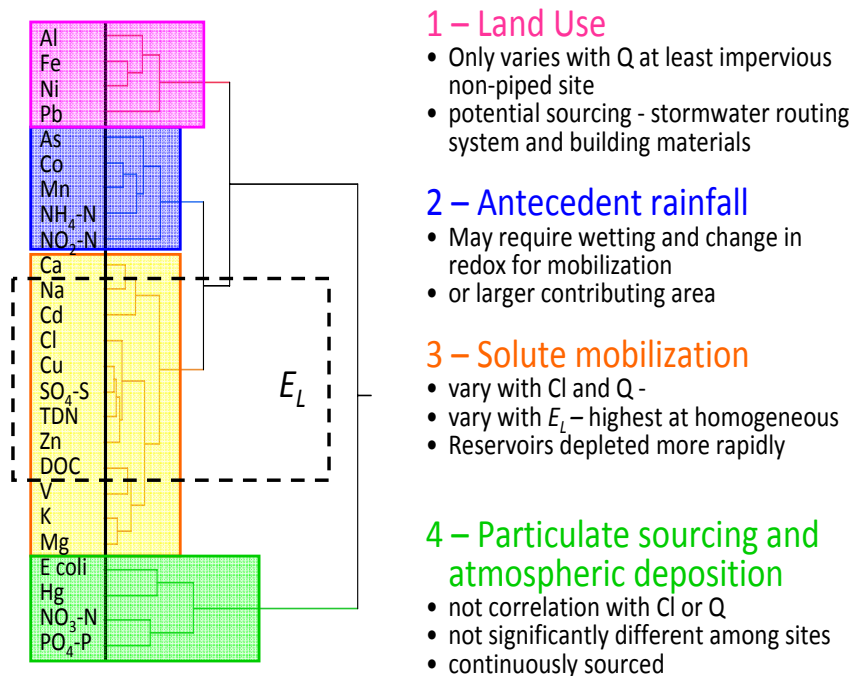 Al
Fe
Ni
Pb
As
Co
Mn
NH4-N
NO2-N
Ca
Na
Cd
Cl
Cu
SO4-S
TDN
Zn
DOC
V
K
Mg
E coli
Hg
NO3-N
PO4-P
EL
1 – Land Use
• Only varies with Q at least impervious
non-piped site
• potential sourcing - stormwater routing
system and building materials
2 – Antecedent rainfall
• May require wetting and change in
redox for mobilization
• or larger contributing area
3 – Solute mobilization
• vary with Cl and Q -
• vary with EL – highest at homogeneous
• Reservoirs depleted more rapidly
4 – Particulate sourcing and
atmospheric deposition
• not correlation with Cl or Q
• not significantly different among sites
• continuously sourced